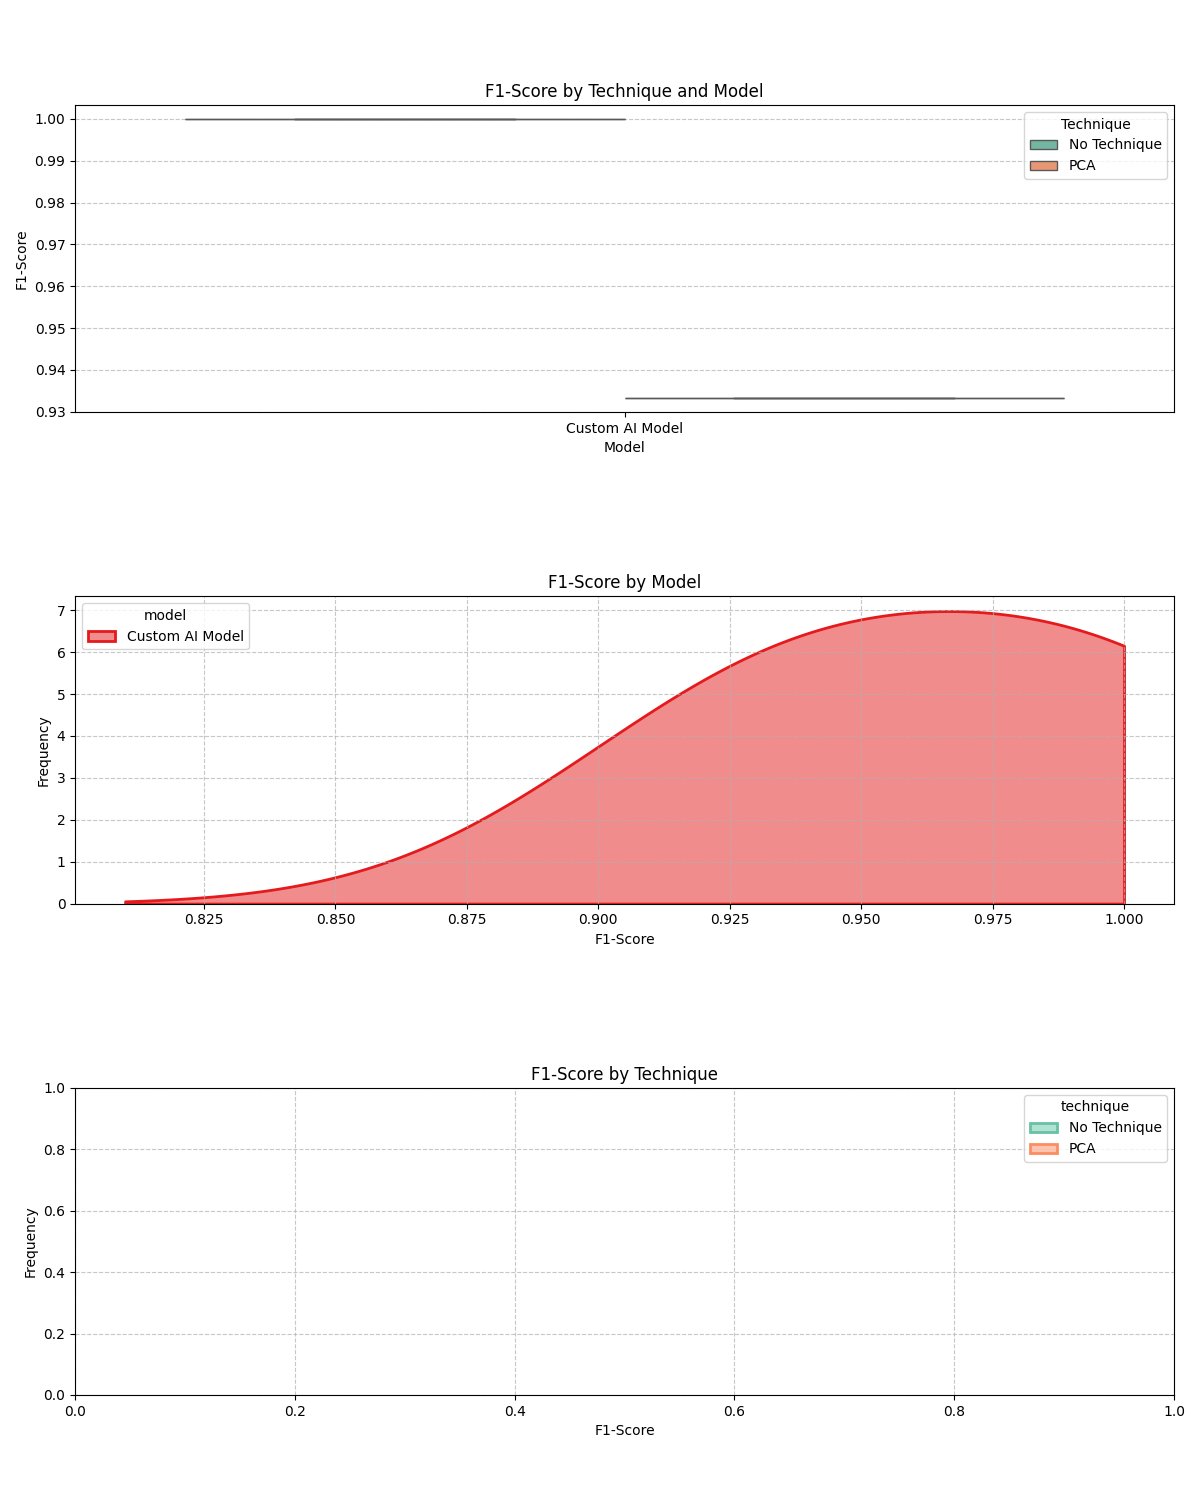 F1-Score by Technique and Model
1.00
0.99
0.98
0.97
0.96
0.95
0.94
0.93
F1-Score
Technique
No Technique
PCA
Custom AI Model
Model
F1-Score by Model
7
6
5
4
3
2
1
0
Frequency
model
Custom AI Model
0.825 0.850 0.875 0.900 0.925 0.950 0.975 1.000
F1-Score
F1-Score by Technique
1.0
0.8
0.6
0.4
0.2
0.0
Frequency
technique
No Technique
PCA
0.0 0.2 0.4 0.6 0.8 1.0
F1-Score